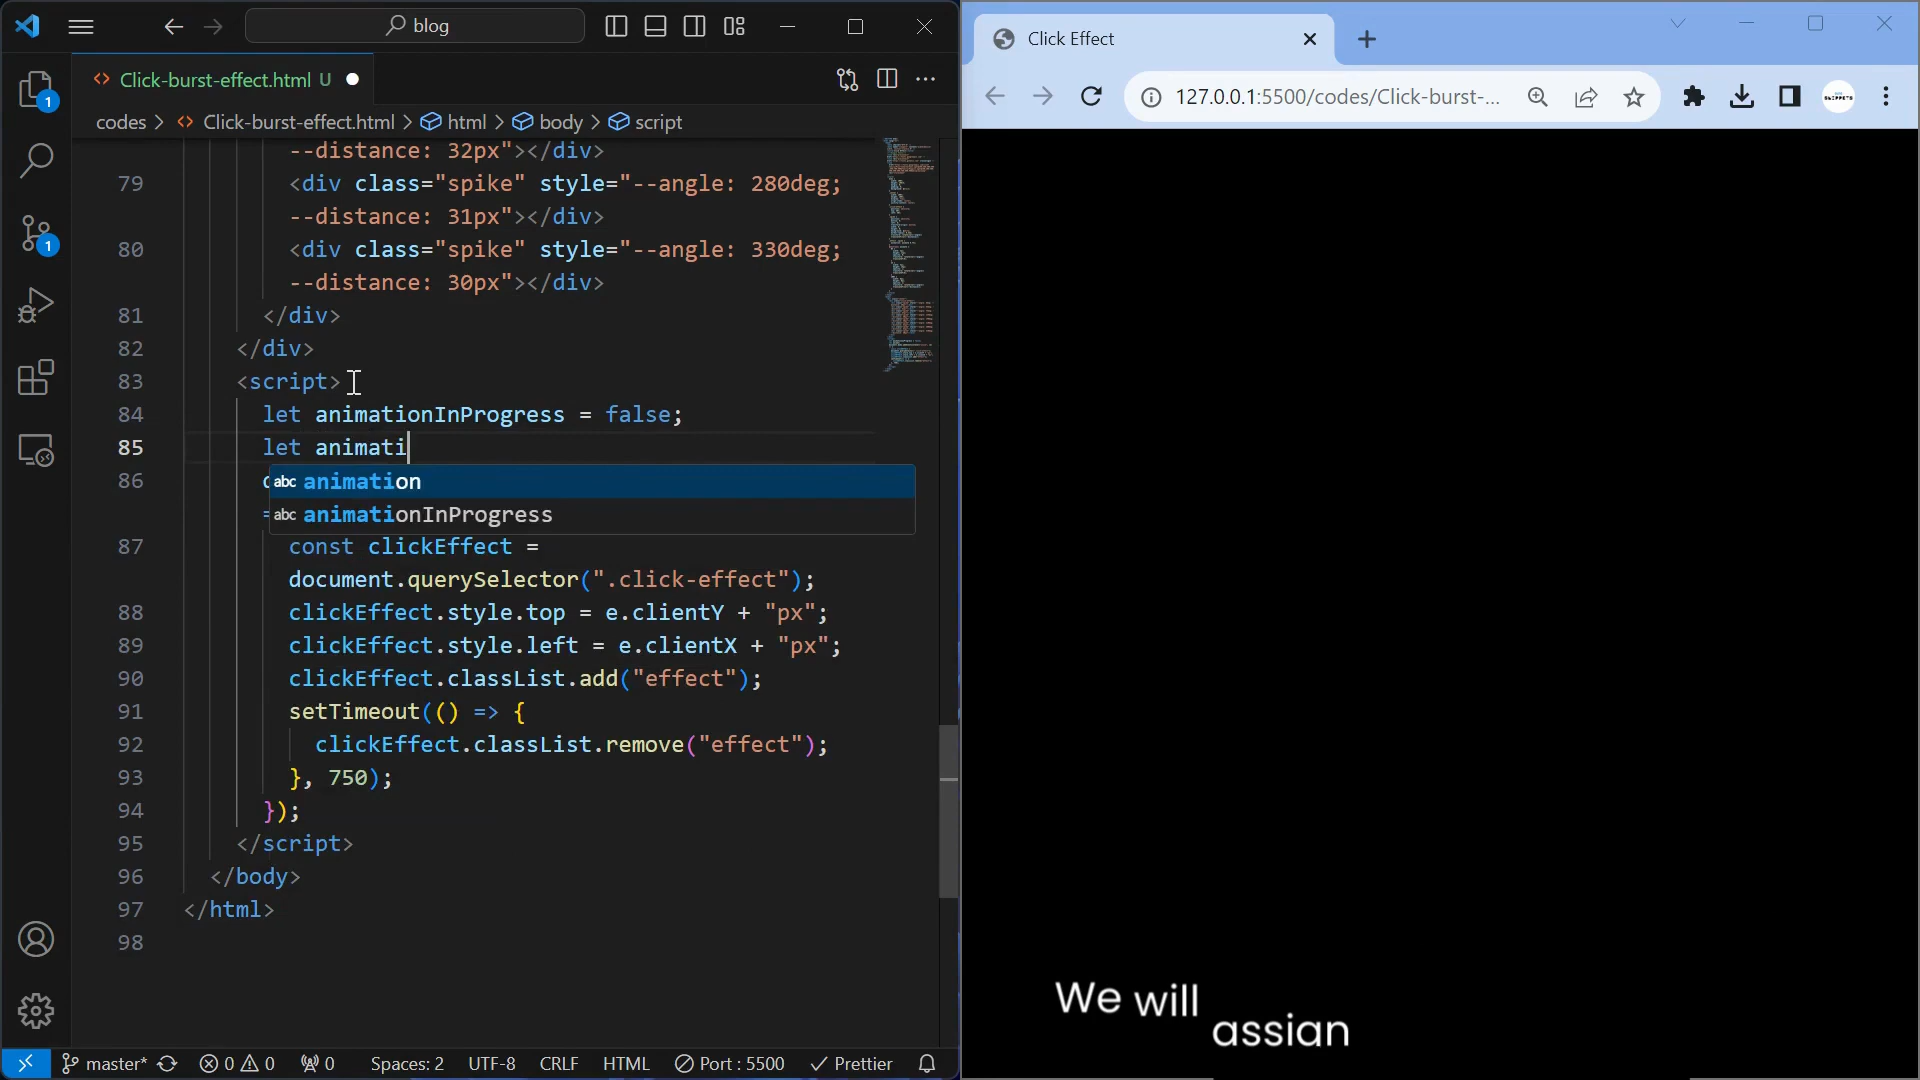 blog
Click-burst-effect.html U
codes > Click-burst-effect.html > html > body > script
--distance: 32px"></div>
79 <div class="spike" style="--angle: 280deg;
--distance: 31px"></div>
80 <div class="spike" style="--angle: 330deg;
--distance: 30px"></div>
81 </div>
82 </div>
83 <script>
84 let animationInProgress = false;
85 let animati
86
abc animation
abc animationInProgress
87 const clickEffect =
document.querySelector(".click-effect");
88 clickEffect.style.top = e.clientY + "px";
89 clickEffect.style.left = e.clientX + "px";
90 clickEffect.classList.add("effect");
91 setTimeout(() => {
92 clickEffect.classList.remove("effect");
93 }, 750);
94 });
95 </script>
96 </body>
97 </html>
98
1
1
master* 0 0 0 Spaces: 2 UTF-8 CRLF HTML Port : 5500 Prettier
Click Effect
127.0.0.1:5500/codes/Click-burst-...
We will
assian